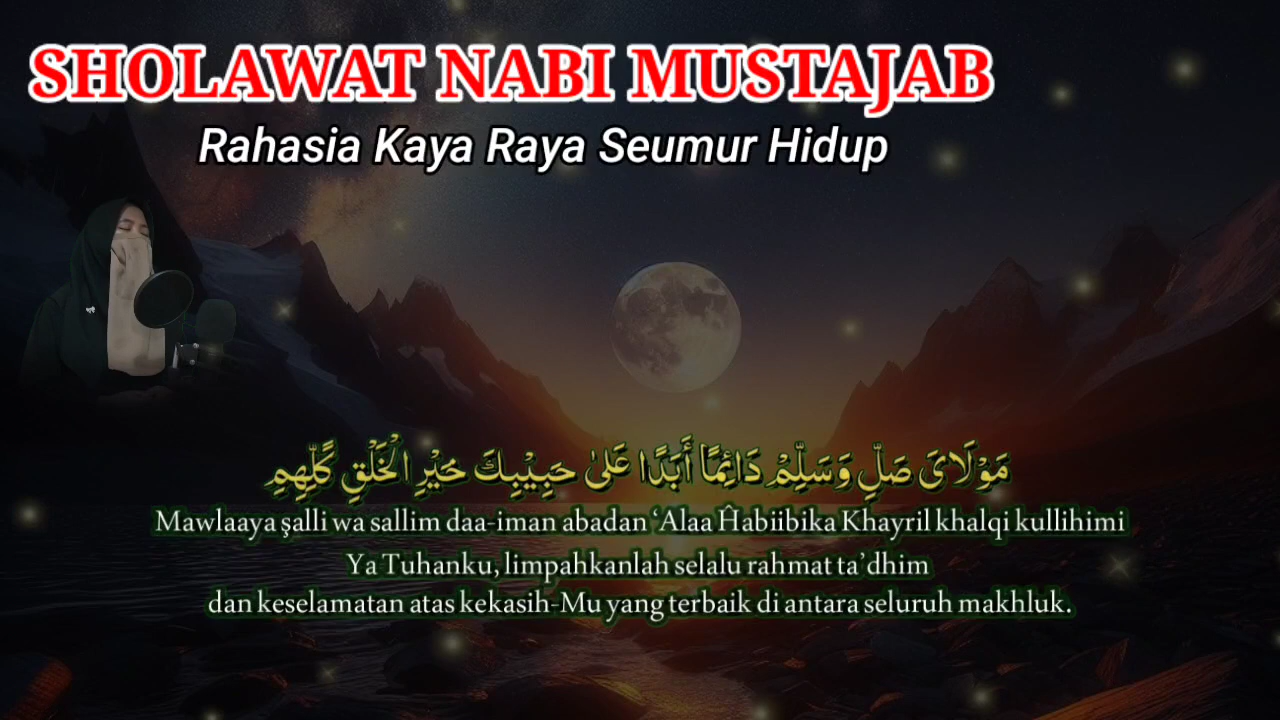 SHOLAWAT NABI MUSTAJAB
Rahasia Kaya Raya Seumur Hidup
مَوْلَايَ صَلِّ وَسَلِّمْ دَائِمًا أَبَدًا عَلىٰ حَبِيْبِكَ خَيْرِ الْخَلْقِ كُلِّهِمِ
Mawlaaya şalli wa sallim daa-iman abadan ‘Alaa Ĥabiibika Khayril khalqi kullihimi
Ya Tuhanku, limpahkanlah selalu rahmat ta’dhim
dan keselamatan atas kekasih-Mu yang terbaik di antara seluruh makhluk.